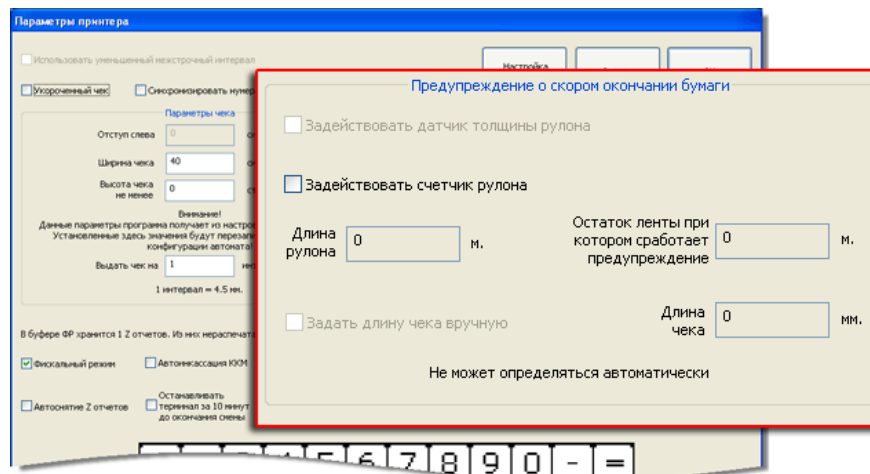 Параметры принтера
Использовать уменьшенный межстрочный интервал
Настройка
Укороченный чек
Синхронизировать нумер
Параметры чека
Отступ слева 0
Ширина чека 40
Высота чека
не менее 0
Внимание!
Данные параметры программа получает из настро
Установленные здесь значения будут перезапи
конфигурации автомата!
Выдать чек на 1 инт
1 интервал = 4.5 мм.
В буфере ФР хранится 1 Z отчетов. Из них нераспечата
Фискальный режим
Автоинкассация ККМ
Автоснятие Z отчетов
Останавливать
терминал за 10 минут
до окончания смены
Предупреждение о скором окончании бумаги
Задействовать датчик толщины рулона
Задействовать счетчик рулона
Длина
рулона 0 м.
Остаток ленты при
котором сработает
предупреждение 0 м.
Задать длину чека вручную
Длина
чека 0 мм.
Не может определяться автоматически
6 7 8 9 0 - =